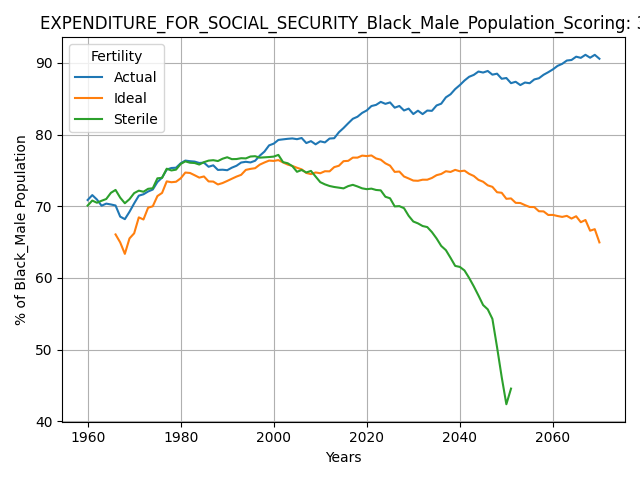 EXPENDITURE_FOR_SOCIAL_SECURITY_Black_Male_Population_Scoring:
Fertility
Actual
Ideal
Sterile
% of Black_Male Population
90
80
70
60
50
40
1960
1980
2000
2020
2040
2060
Years